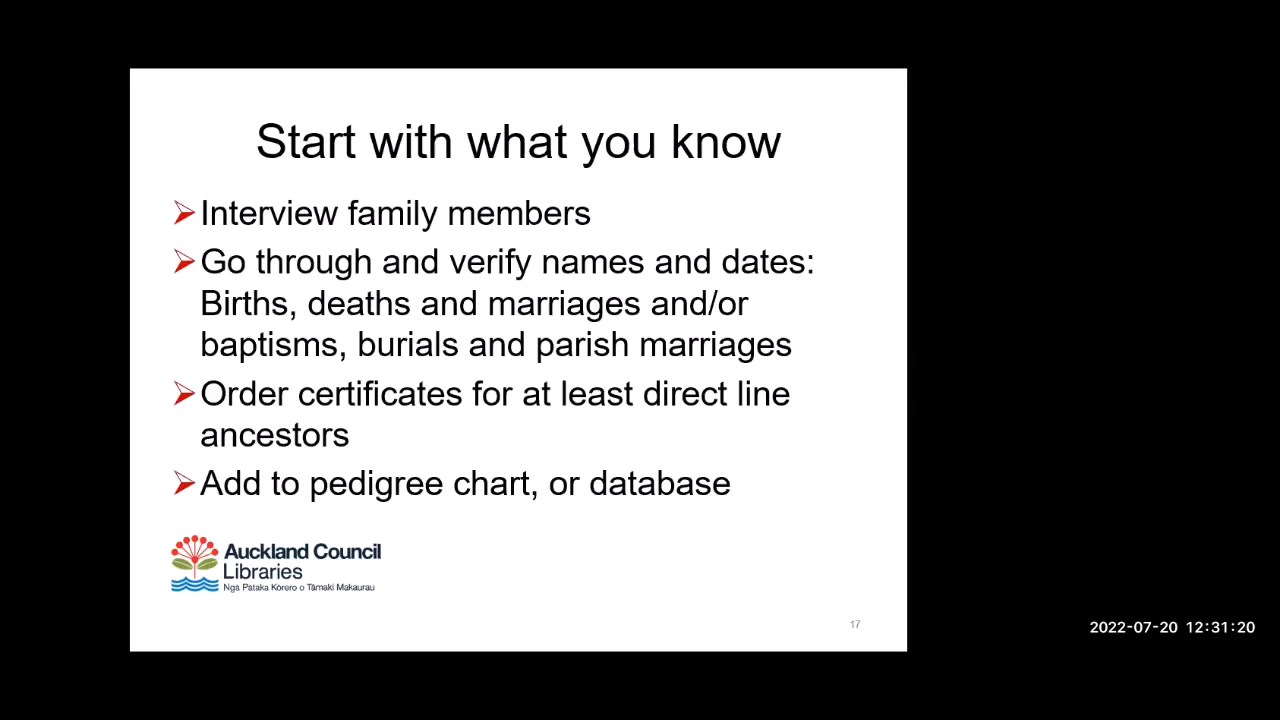 Start with what you know
Interview family members
Go through and verify names and dates:
Births, deaths and marriages and/or
baptisms, burials and parish marriages
Order certificates for at least direct line
ancestors
Add to pedigree chart, or database
Auckland Council
Libraries
Nga Pātaka Kōrero o Tāmaki Makaurau
17
2022-07-20 12:31:20